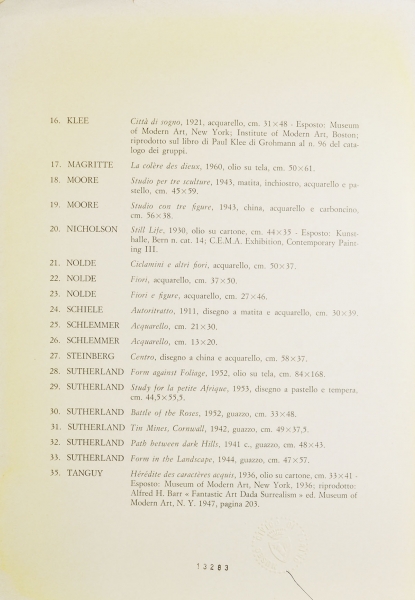 16. KLEE Città di sogno, 1921, acquarello, cm. 31×48 - Esposto: Museum
of Modern Art, New York; Institute of Modern Art, Boston;
riprodotto sul libro di Paul Klee di Grohmann al n. 96 del cata-
logo dei gruppi.
17. MAGRITTE La colère des dieux, 1960, olio su tela, cm. 50×61.
18. MOORE Studio per tre sculture, 1943, matita, inchiostro, acquarello e pa-
stello, cm. 45×59.
19. MOORE Studio con tre figure, 1943, china, acquarello e carboncino,
cm. 56×38.
20. NICHOLSON Still Life, 1930, olio su cartone, cm. 44×35 - Esposto: Kunst-
halle, Bern n. cat. 14; C.E.M.A. Exhibition, Contemporary Paint-
ing III.
21. NOLDE Ciclamini e altri fiori, acquarello, cm. 50×37.
22. NOLDE Fiori, acquarello, cm. 37×50.
23. NOLDE Fiori e figure, acquarello, cm. 27×46.
24. SCHIELE Autoritratto, 1911, disegno a matita e acquarello, cm. 30×39.
25. SCHLEMMER Acquarello, cm. 21×30.
26. SCHLEMMER Acquarello, cm. 13×20.
27. STEINBERG Centro, disegno a china e acquarello, cm. 58×37.
28. SUTHERLAND Form against Foliage, 1952, olio su tela, cm. 84×168.
29. SUTHERLAND Study for la petite Afrique, 1953, disegno a pastello e tempera,
cm. 44,5×55,5.
30. SUTHERLAND Battle of the Roses, 1952, guazzo, cm. 33×48.
31. SUTHERLAND Tin Mines, Cornwall, 1942, guazzo, cm. 49×37,5.
32. SUTHERLAND Path between dark Hills, 1941 c., guazzo, cm. 48×43.
33. SUTHERLAND Form in the Landscape, 1944, guazzo, cm. 47×57.
35. TANGUY Hérédite des caractères acquis, 1936, olio su cartone, cm. 33×41 -
Esposto: Museum of Modern Art, New York, 1936; riprodotto:
Alfred H. Barr « Fantastic Art Dada Surrealism » ed. Museum of
Modern Art, N. Y. 1947, pagina 203.
13283